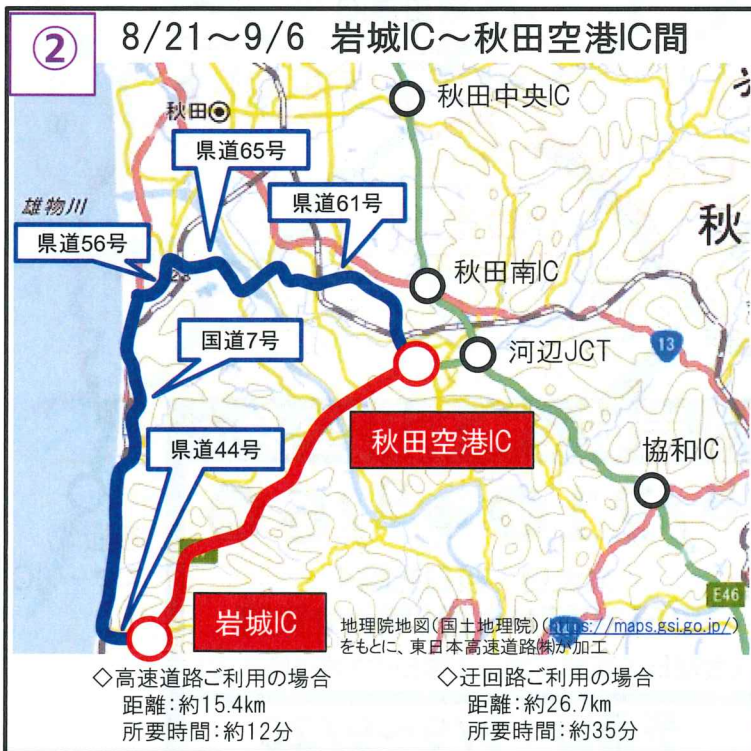 ②
8/21～9/6 岩城IC～秋田空港IC間
秋田中央IC
秋田
県道65号
雄物川
県道61号
県道56号
秋
秋田南IC
国道7号
河辺JCT
13
秋田空港IC
県道44号
協和IC
E46
岩城IC
地理院地図(国土地理院)(https://maps.gsi.go.jp/)
をもとに、東日本高速道路㈱が加工
◇高速道路ご利用の場合
距離:約15.4km
所要時間:約12分
◇迂回路ご利用の場合
距離:約26.7km
所要時間:約35分